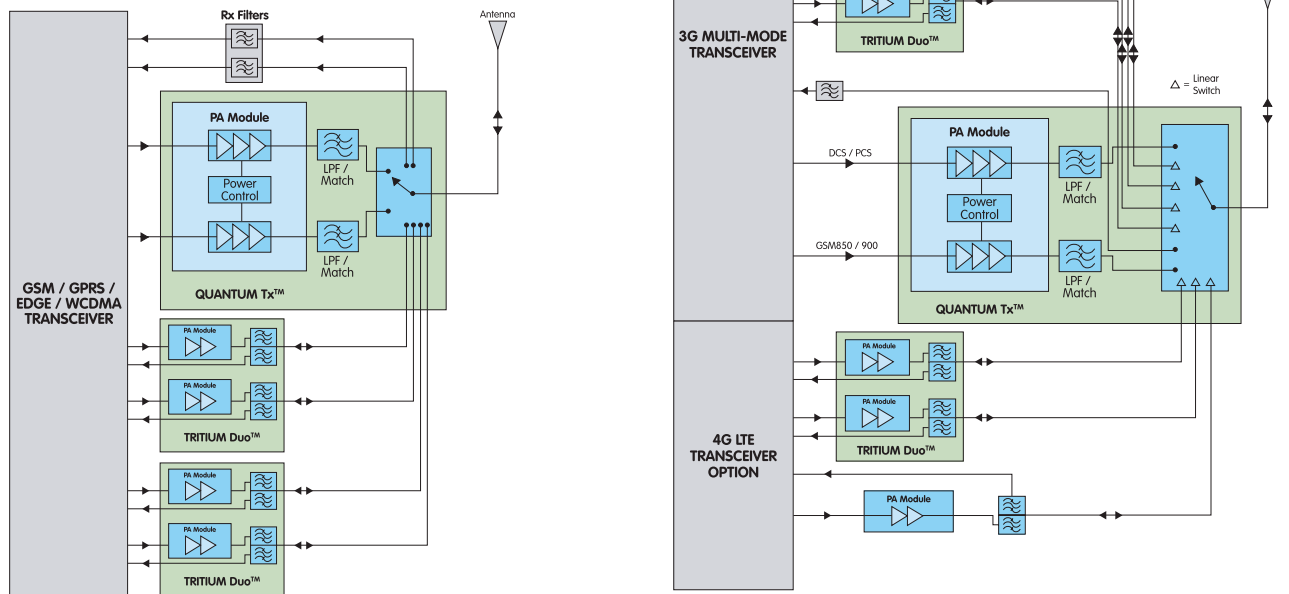 Rx Filters
Antenna
PA Module
LPF /
Match
Power
Control
LPF /
Match
QUANTUM Tx™
GSM / GPRS /
EDGE / WCDMA
TRANSCEIVER
PA Module
PA Module
TRITIUM Duo™
PA Module
PA Module
TRITIUM Duo™
3G MULTI-MODE
TRANSCEIVER
TRITIUM Duo™
△ = Linear
Switch
PA Module
DCS / PCS
LPF /
Match
Power
Control
GSM850 / 900
LPF /
Match
QUANTUM Tx™
PA Module
PA Module
TRITIUM Duo™
4G LTE
TRANSCEIVER
OPTION
PA Module